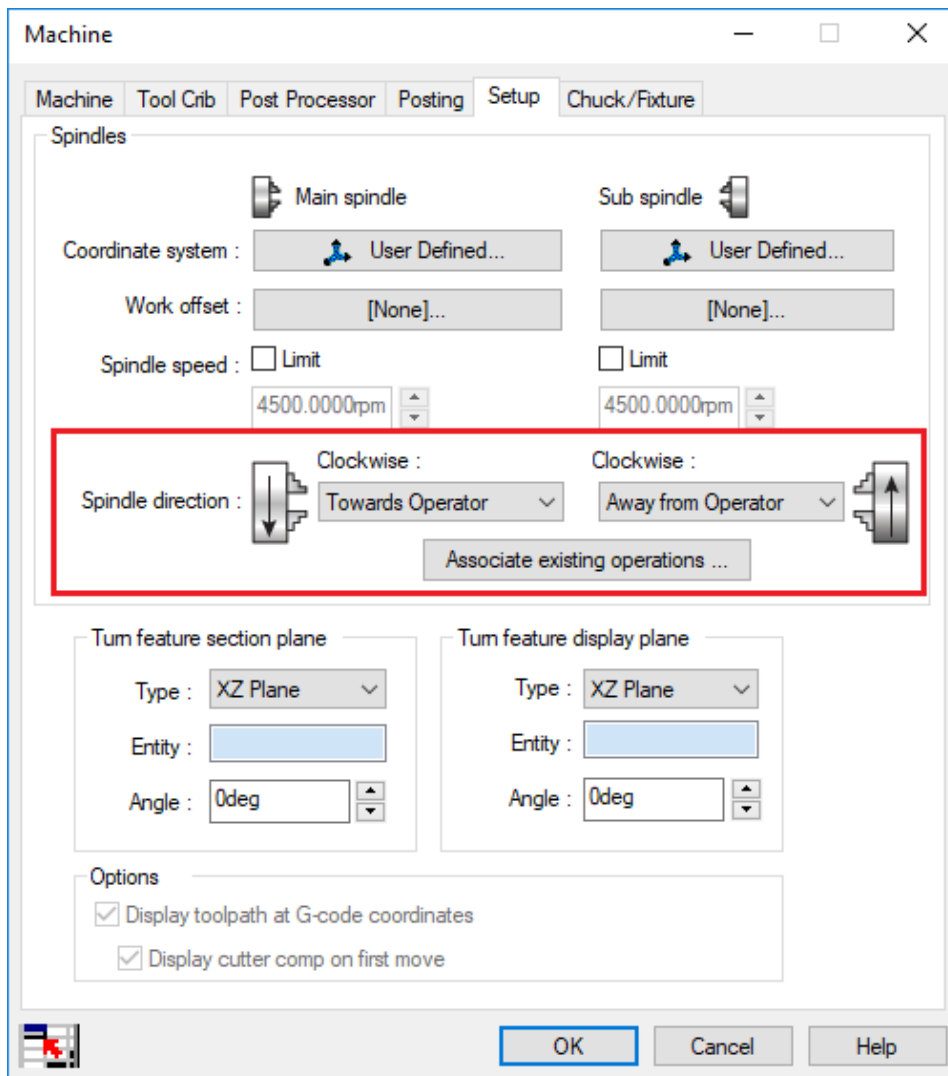 Machine
Machine Tool Crib Post Processor Posting Setup Chuck/Fixture
Spindles
Main spindle Sub spindle
Coordinate system : User Defined... User Defined...
Work offset : [None]... [None]...
Spindle speed : Limit Limit
4500.0000rpm 4500.0000rpm
Clockwise : Clockwise :
Spindle direction : Towards Operator Away from Operator
Associate existing operations ...
Turn feature section plane Turn feature display plane
Type : XZ Plane Type : XZ Plane
Entity : Entity :
Angle : 0deg Angle : 0deg
Options
Display toolpath at G-code coordinates
Display cutter comp on first move
OK Cancel Help